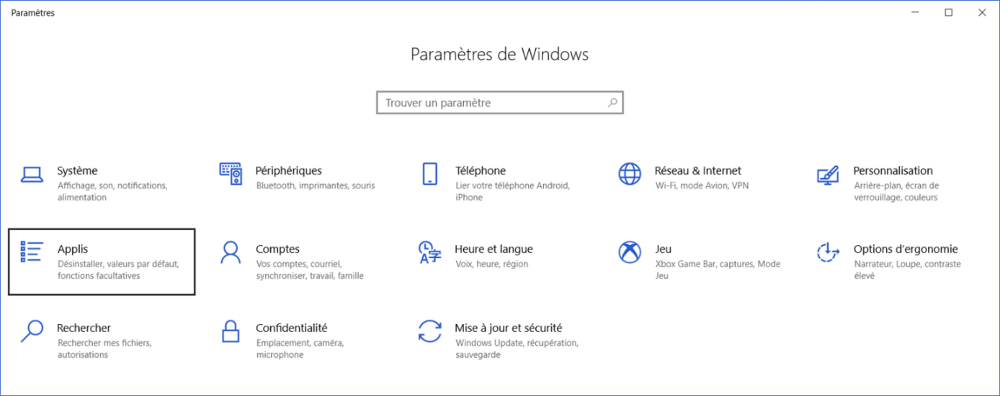 Paramètres
Paramètres de Windows
Trouver un paramètre
Système
Affichage, son, notifications,
alimentation
Périphériques
Bluetooth, imprimantes, souris
Téléphone
Lier votre téléphone Android,
iPhone
Réseau & Internet
Wi-Fi, mode Avion, VPN
Personnalisation
Arrière-plan, écran de
verrouillage, couleurs
Applis
Désinstaller, valeurs par défaut,
fonctions facultatives
Comptes
Vos comptes, courriel,
synchroniser, travail, famille
Heure et langue
Voix, heure, région
Jeu
Xbox Game Bar, captures, Mode
Jeu
Options d'ergonomie
Narrateur, Loupe, contraste
élevé
Rechercher
Rechercher mes fichiers,
autorisations
Confidentialité
Emplacement, caméra,
microphone
Mise à jour et sécurité
Windows Update, récupération,
sauvegarde